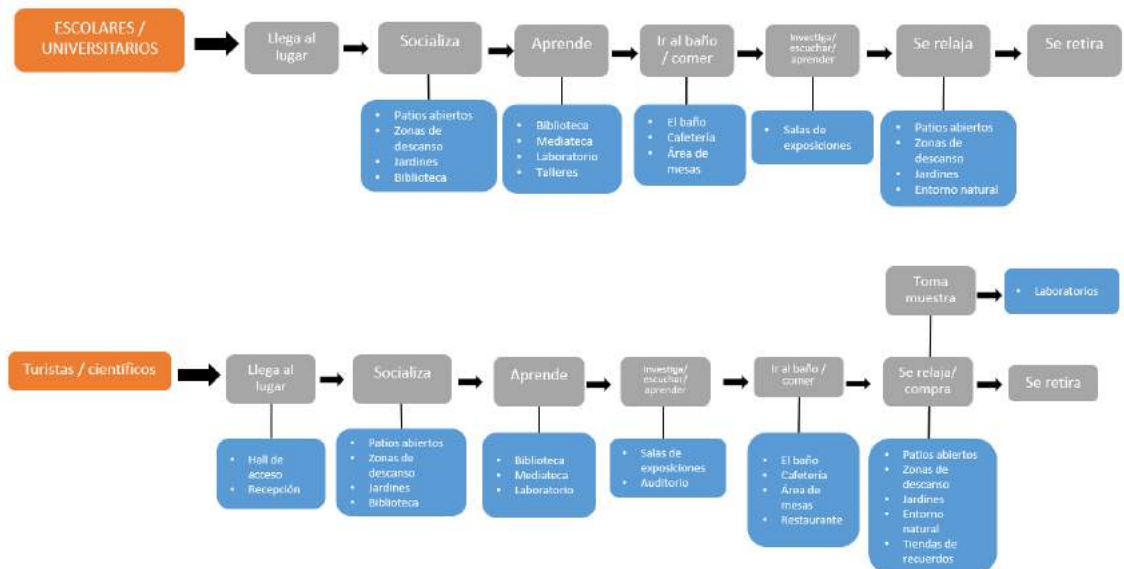 ESCOLARES /
UNIVERSITARIOS
Llega al
lugar
Socializa
Aprende
Ir al baño
/ comer
Investiga/
escuchar/
aprender
Se relaja
Se retira
• Patios abiertos
• Zonas de
descanso
• Jardines
• Biblioteca
• Biblioteca
• Mediateca
• Laboratorio
• Talleres
• El baño
• Cafetería
• Área de
mesas
• Salas de
exposiciones
• Patios abiertos
• Zonas de
descanso
• Jardines
• Entorno natural
Toma
muestra
• Laboratorios
Turistas / científicos
Llega al
lugar
Socializa
Aprende
Investiga/
escuchar/
aprender
Ir al baño /
comer
Se relaja/
compra
Se retira
• Hall de
acceso
• Recepción
• Patios abiertos
• Zonas de
descanso
• Jardines
• Biblioteca
• Biblioteca
• Mediateca
• Laboratorio
• Salas de
exposiciones
• Auditorio
• El baño
• Cafetería
• Área de
mesas
• Restaurante
• Patios abiertos
• Zonas de
descanso
• Jardines
• Entorno
natural
• Tiendas de
recuerdos